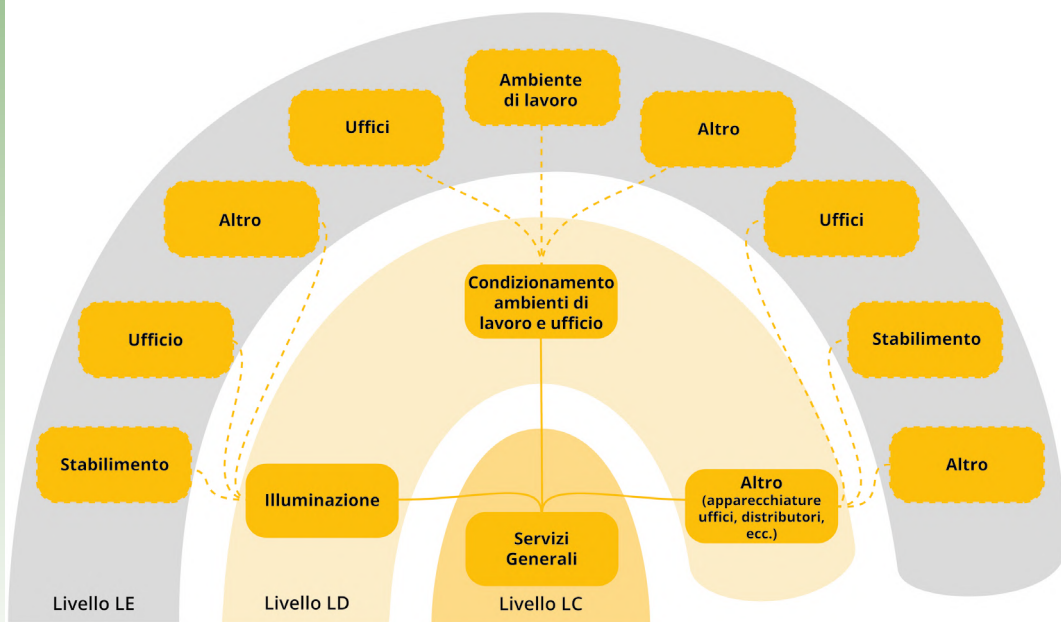 Ambiente
di lavoro
Uffici
Altro
Altro
Uffici
Condizionamento
ambienti di
lavoro e ufficio
Ufficio
Stabilimento
Stabilimento
Altro
Illuminazione
Altro
(apparecchiature
uffici, distributori,
ecc.)
Servizi
Generali
Livello LE
Livello LD
Livello LC